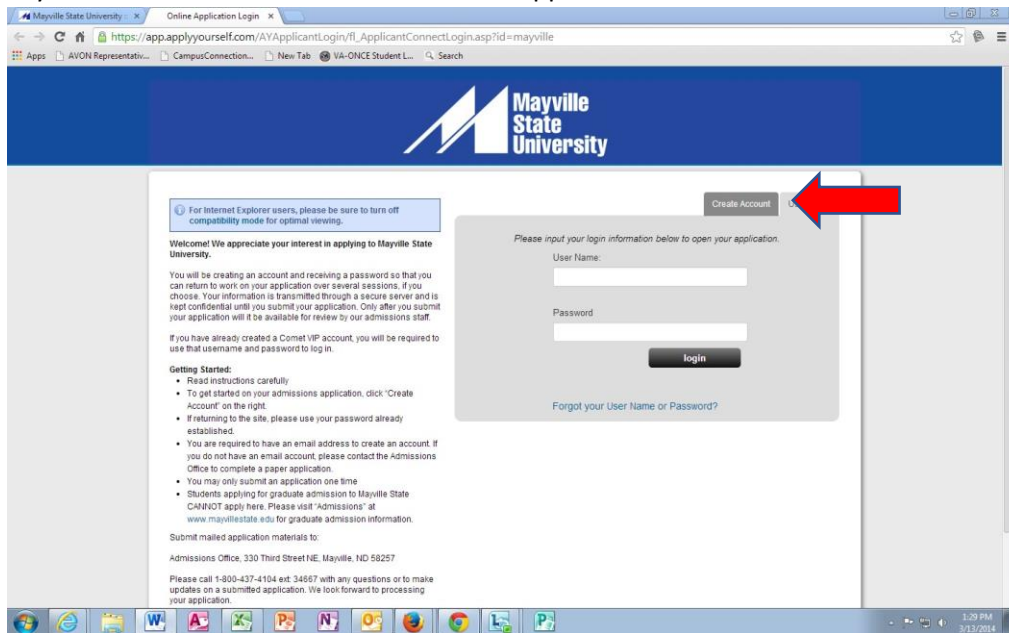 Mayville State University :
Online Application Login
https://app.applyyourself.com/AYApplicantLogin/fl_ApplicantConnectLogin.asp?id=mayville
Apps AVON Representativ... CampusConnection... New Tab VA-ONCE Student L... Search
Mayville
State
University
For Internet Explorer users, please be sure to turn off
compatibility mode for optimal viewing.
Create Account
Welcome! We appreciate your interest in applying to Mayville State
University.
Please input your login information below to open your application.
User Name:
Password
login
Forgot your User Name or Password?
You will be creating an account and receiving a password so that you
can return to work on your application over several sessions, if you
choose. Your information is transmitted through a secure server and is
kept confidential until you submit your application. Only after you submit
your application will it be available for review by our admissions staff.
If you have already created a Comet VIP account, you will be required to
use that username and password to log in.
Getting Started:
• Read instructions carefully
• To get started on your admissions application, click "Create
Account" on the right.
• If returning to the site, please use your password already
established.
• You are required to have an email address to create an account. If
you do not have an email account, please contact the Admissions
Office to complete a paper application.
• You may only submit an application one time
• Students applying for graduate admission to Mayville State
CANNOT apply here. Please visit "Admissions" at
www.mayvillestate.edu for graduate admission information.
Submit mailed application materials to:
Admissions Office, 330 Third Street NE, Mayville, ND 58257
Please call 1-800-437-4104 ext: 34667 with any questions or to make
updates on a submitted application. We look forward to processing
your application.
1:29 PM
3/13/2014